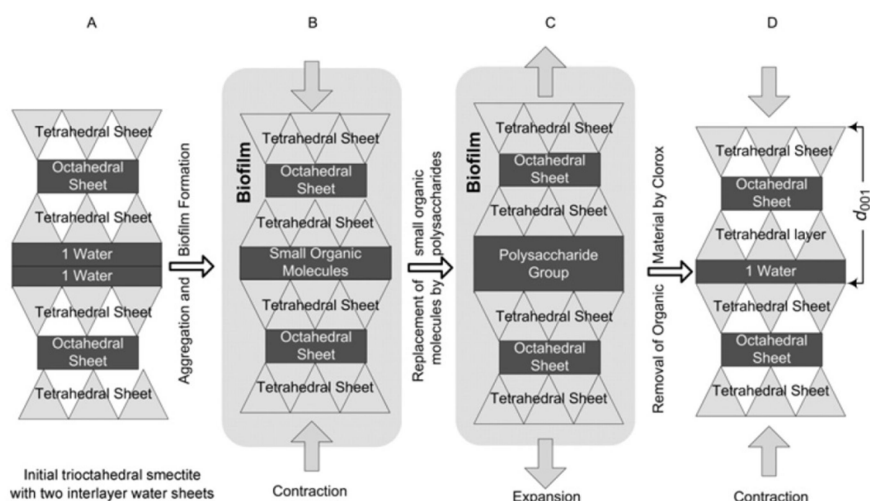 A
B
C
D
Tetrahedral Sheet
Octahedral
Sheet
Tetrahedral Sheet
1 Water
1 Water
Tetrahedral Sheet
Octahedral
Sheet
Tetrahedral Sheet
Initial trioctahedral smectite
with two interlayer water sheets
Aggregation and Biofilm Formation
Biofilm
Tetrahedral Sheet
Octahedral
Sheet
Tetrahedral Sheet
Small Organic
Molecules
Tetrahedral Sheet
Octahedral
Sheet
Tetrahedral Sheet
Contraction
Replacement of small organic
molecules by polysaccharides
Biofilm
Tetrahedral Sheet
Octahedral
Sheet
Tetrahedral Sheet
Polysaccharide
Group
Tetrahedral Sheet
Octahedral
Sheet
Tetrahedral Sheet
Expansion
Removal of Organic Material by Clorox
Tetrahedral Sheet
Octahedral
Sheet
Tetrahedral layer
1 Water
Tetrahedral Sheet
Octahedral
Sheet
Tetrahedral Sheet
d001
Contraction